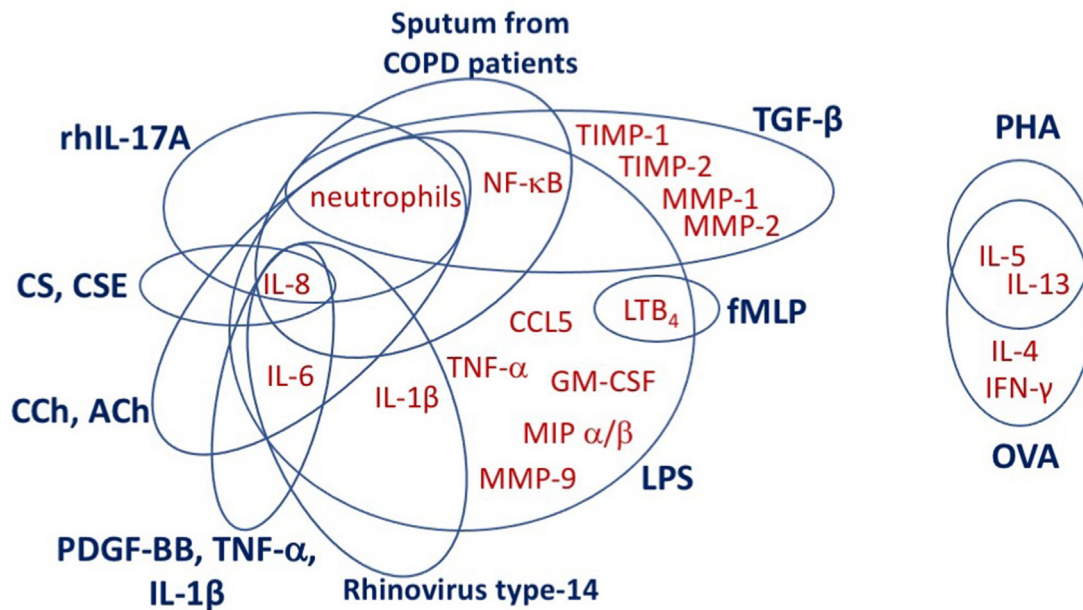 Sputum from
COPD patients
rhIL-17A
TGF-β
PHA
TIMP-1
TIMP-2
MMP-1
MMP-2
neutrophils
NF-κB
IL-5
IL-13
CS, CSE
IL-8
LTB₄
fMLP
CCL5
IL-4
IFN-γ
IL-6
IL-1β
TNF-α
GM-CSF
CCh, ACh
MIP α/β
OVA
MMP-9
LPS
PDGF-BB, TNF-α,
IL-1β
Rhinovirus type-14